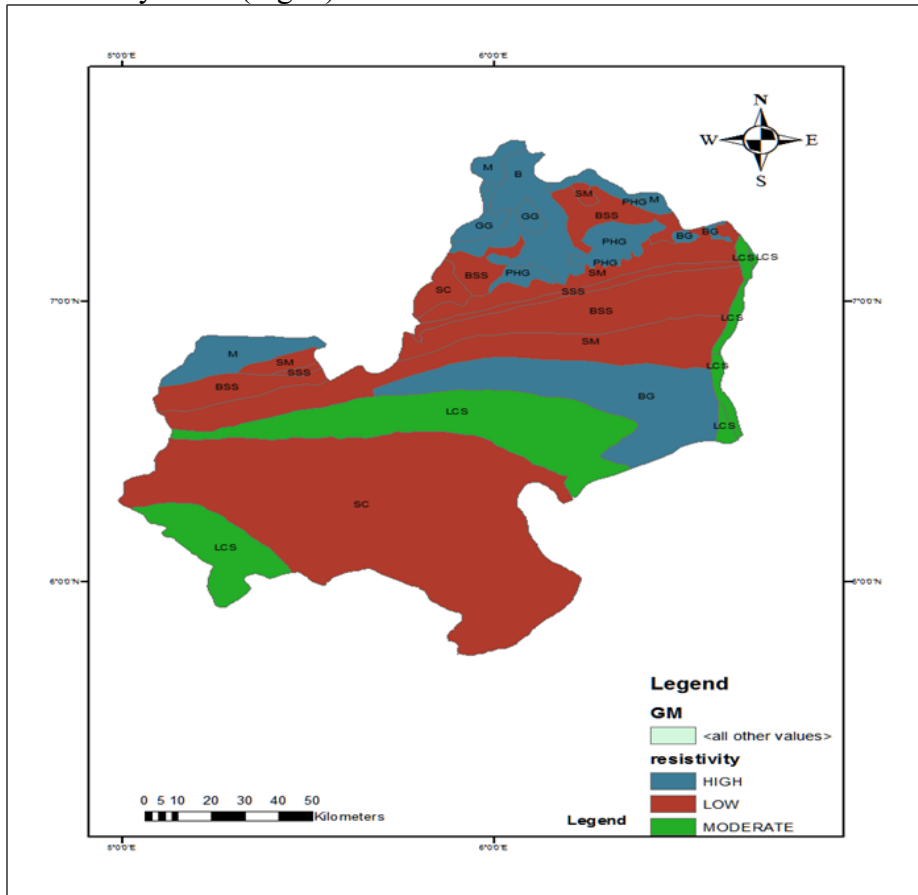 5°0'0"E 6°0'0"E
N
W E
S
M B
SM
PHG M
GG GG
BSS
BG BG
PHG
LCS LCS
PHG
SM
BSS PHG
SC
SSS
7°0'0"N 7°0'0"N
BSS
LCS
SM
M
SM
SSS
LCS
BSS
BG
LCS
LCS
SC
LCS
6°0'0"N 6°0'0"N
Legend
GM
<all other values>
resistivity
HIGH
LOW
MODERATE
0 5 10 20 30 40 50
Kilometers
Legend
5°0'0"E 6°0'0"E